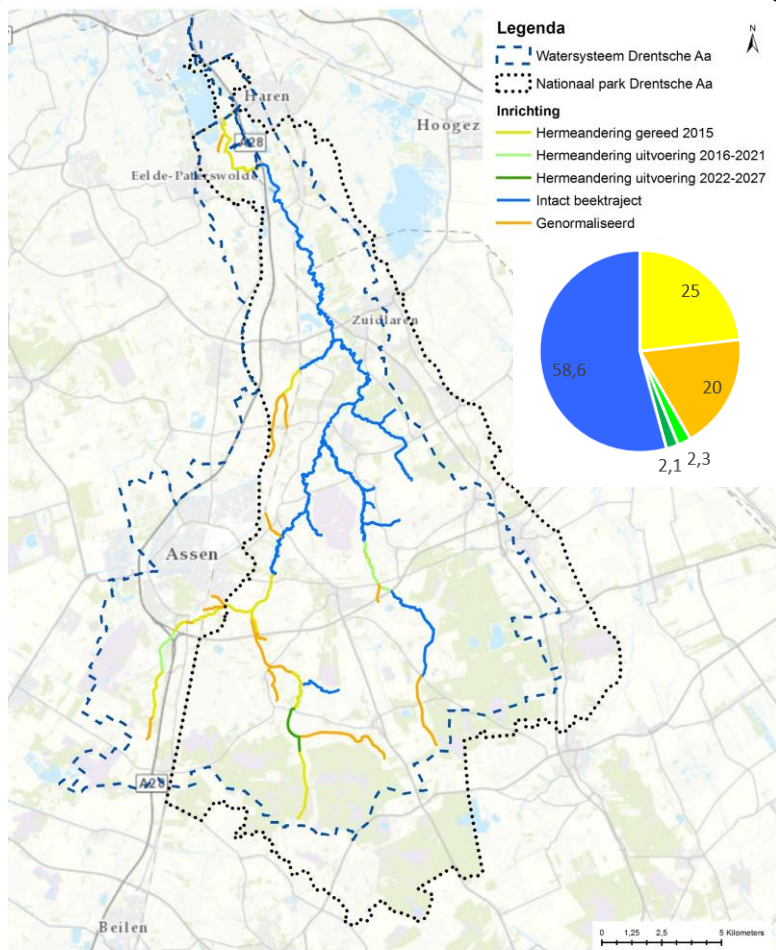 Legenda
N
Watersysteem Drentsche Aa
Nationaal park Drentsche Aa
Inrichting
Hermeandering gereed 2015
Hermeandering uitvoering 2016-2021
Hermeandering uitvoering 2022-2027
Intact beektraject
Genormaliseerd
Haren
Hoogez
A28
Eelde-Paterswolde
25
58,6
20
2,1
2,3
Zuidlaren
Assen
A28
Beilen
0 1,25 2,5 5 Kilometers